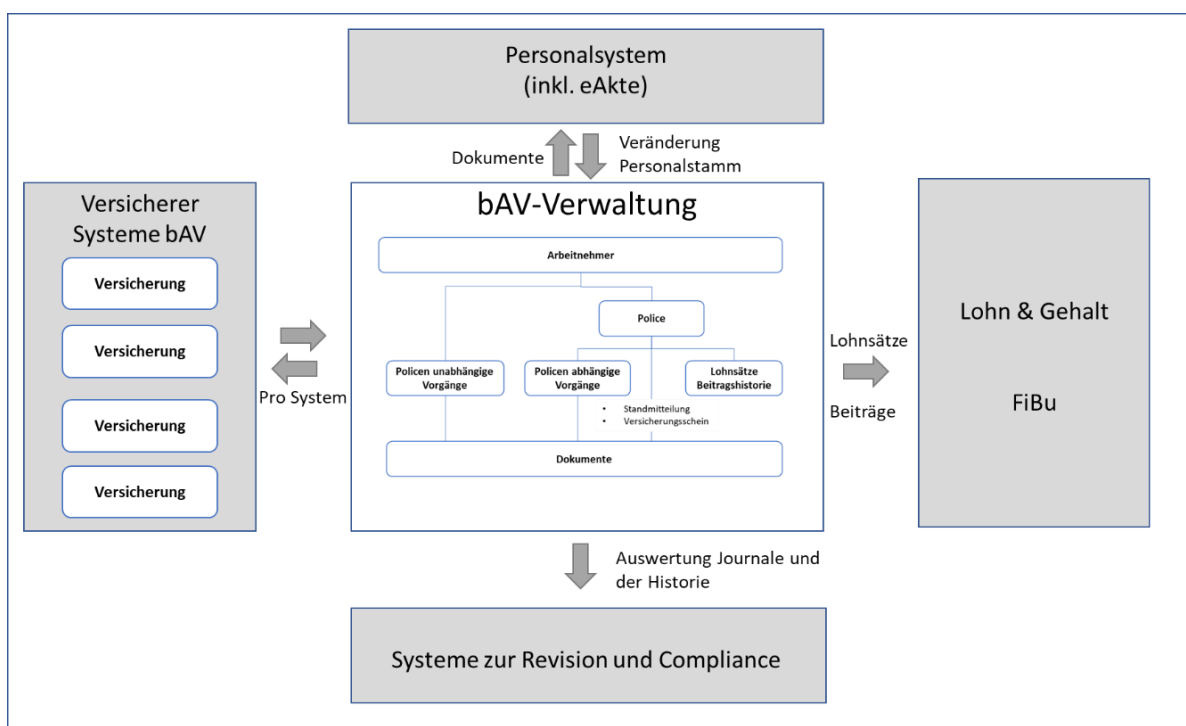 Personalsystem
(inkl. eAkte)
Dokumente
Veränderung
Personalstamm
Versicherer
Systeme bAV
Versicherung
Versicherung
Versicherung
Versicherung
Pro System
bAV-Verwaltung
Arbeitnehmer
Police
Policen unabhängige
Vorgänge
Policen abhängige
Vorgänge
Lohnsätze
Beitragshistorie
• Standmitteilung
• Versicherungsschein
Dokumente
Lohnsätze
Beiträge
Lohn & Gehalt
FiBu
Auswertung Journale und
der Historie
Systeme zur Revision und Compliance